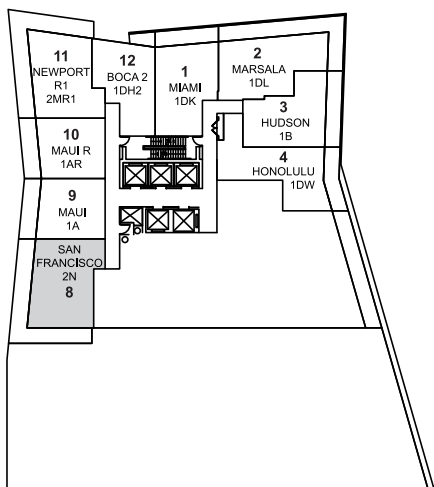 11
NEWPORT
R1
2MR1
12
BOCA 2
1DH2
1
MIAMI
1DK
2
MARSALA
1DL
3
HUDSON
1B
4
HONOLULU
1DW
10
MAUI R
1AR
9
MAUI
1A
SAN
FRANCISCO
2N
8